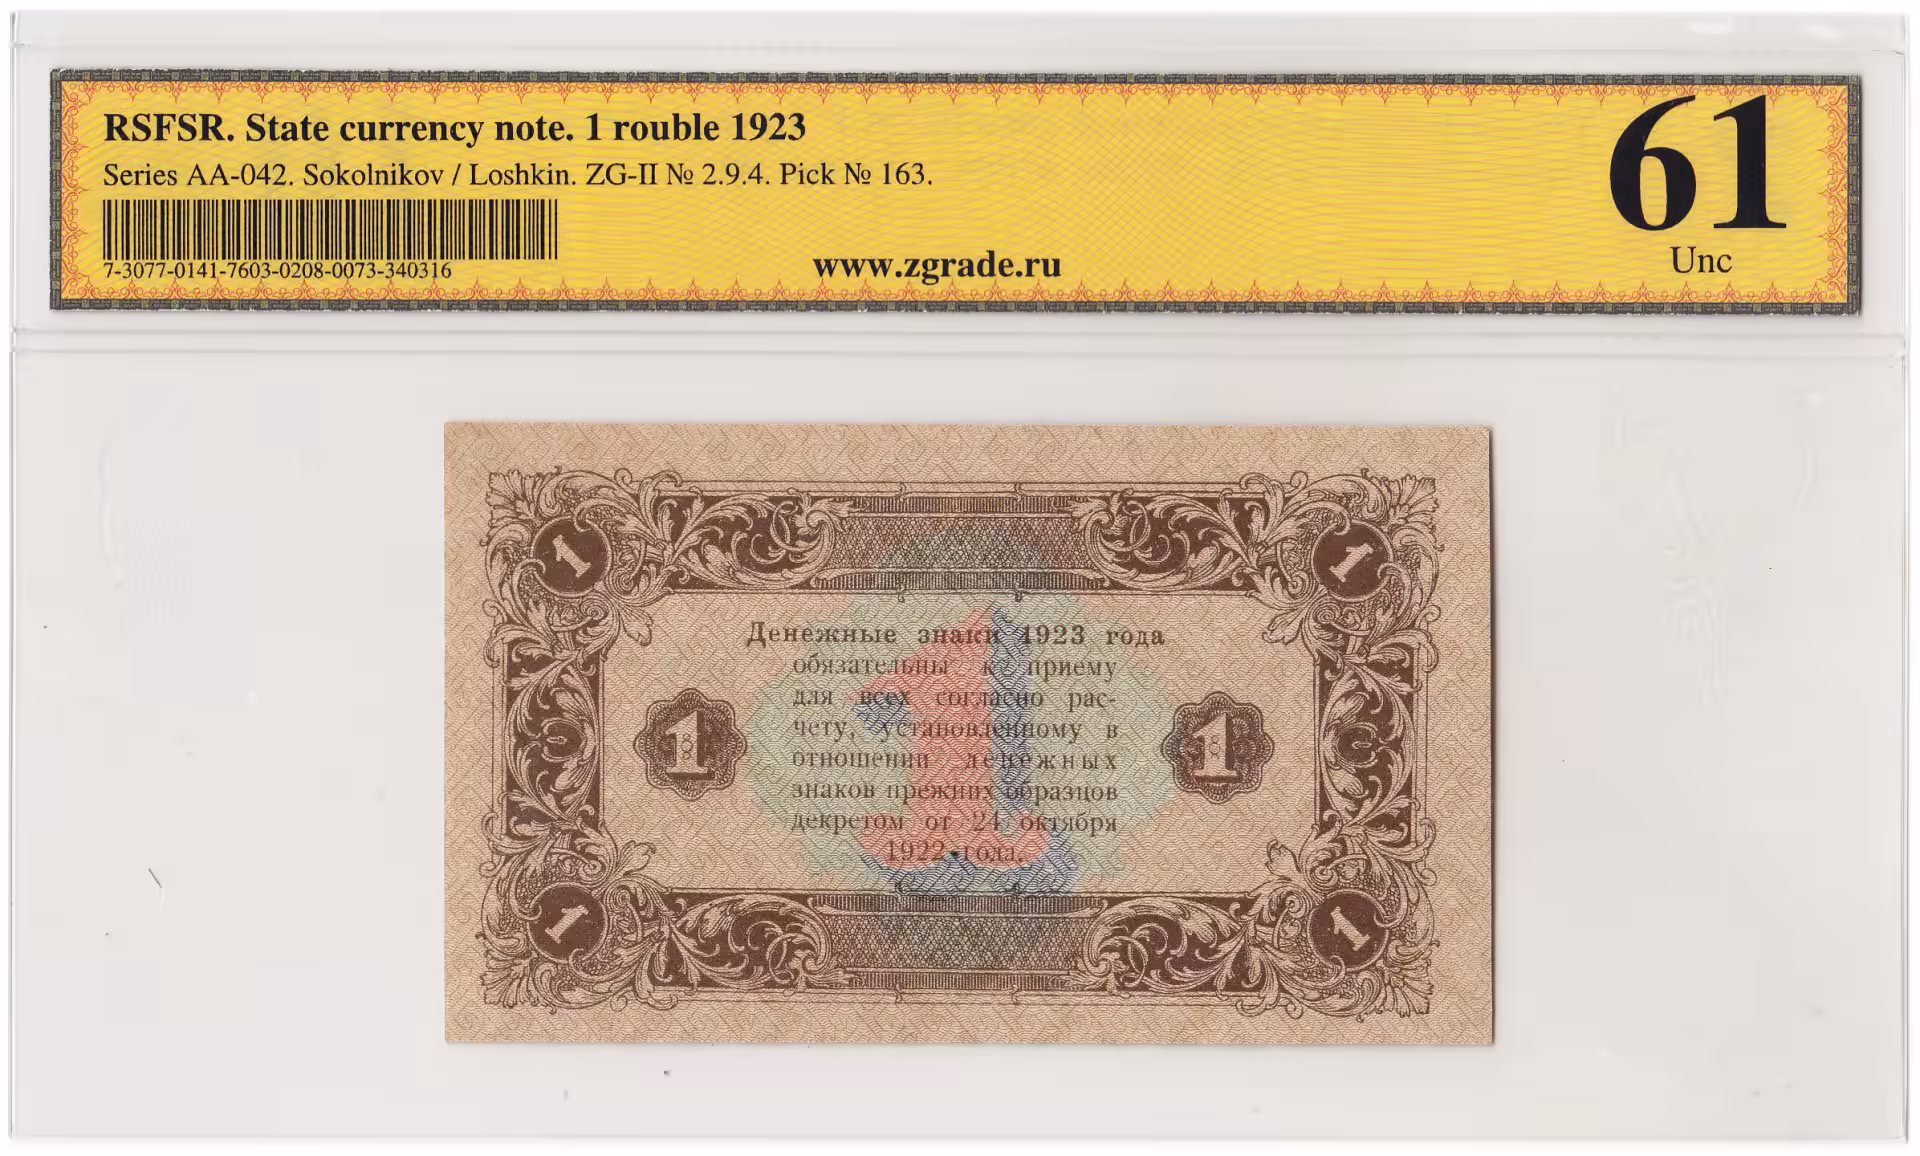 RSFSR. State currency note. 1 rouble 1923
Series AA-042. Sokolnikov / Loshkin. ZG-II № 2.9.4. Pick № 163.
7-3077-0141-7603-0208-0073-340316
www.zgrade.ru
61
Unc
1
1
Денежные знаки 1923 года
обязательны к приему
для всех согласно рас-
чету, установленному в
отношении денежных
знаков прежних образцов
декретом от 24 октября
1922 года.
1
1
1
1
1